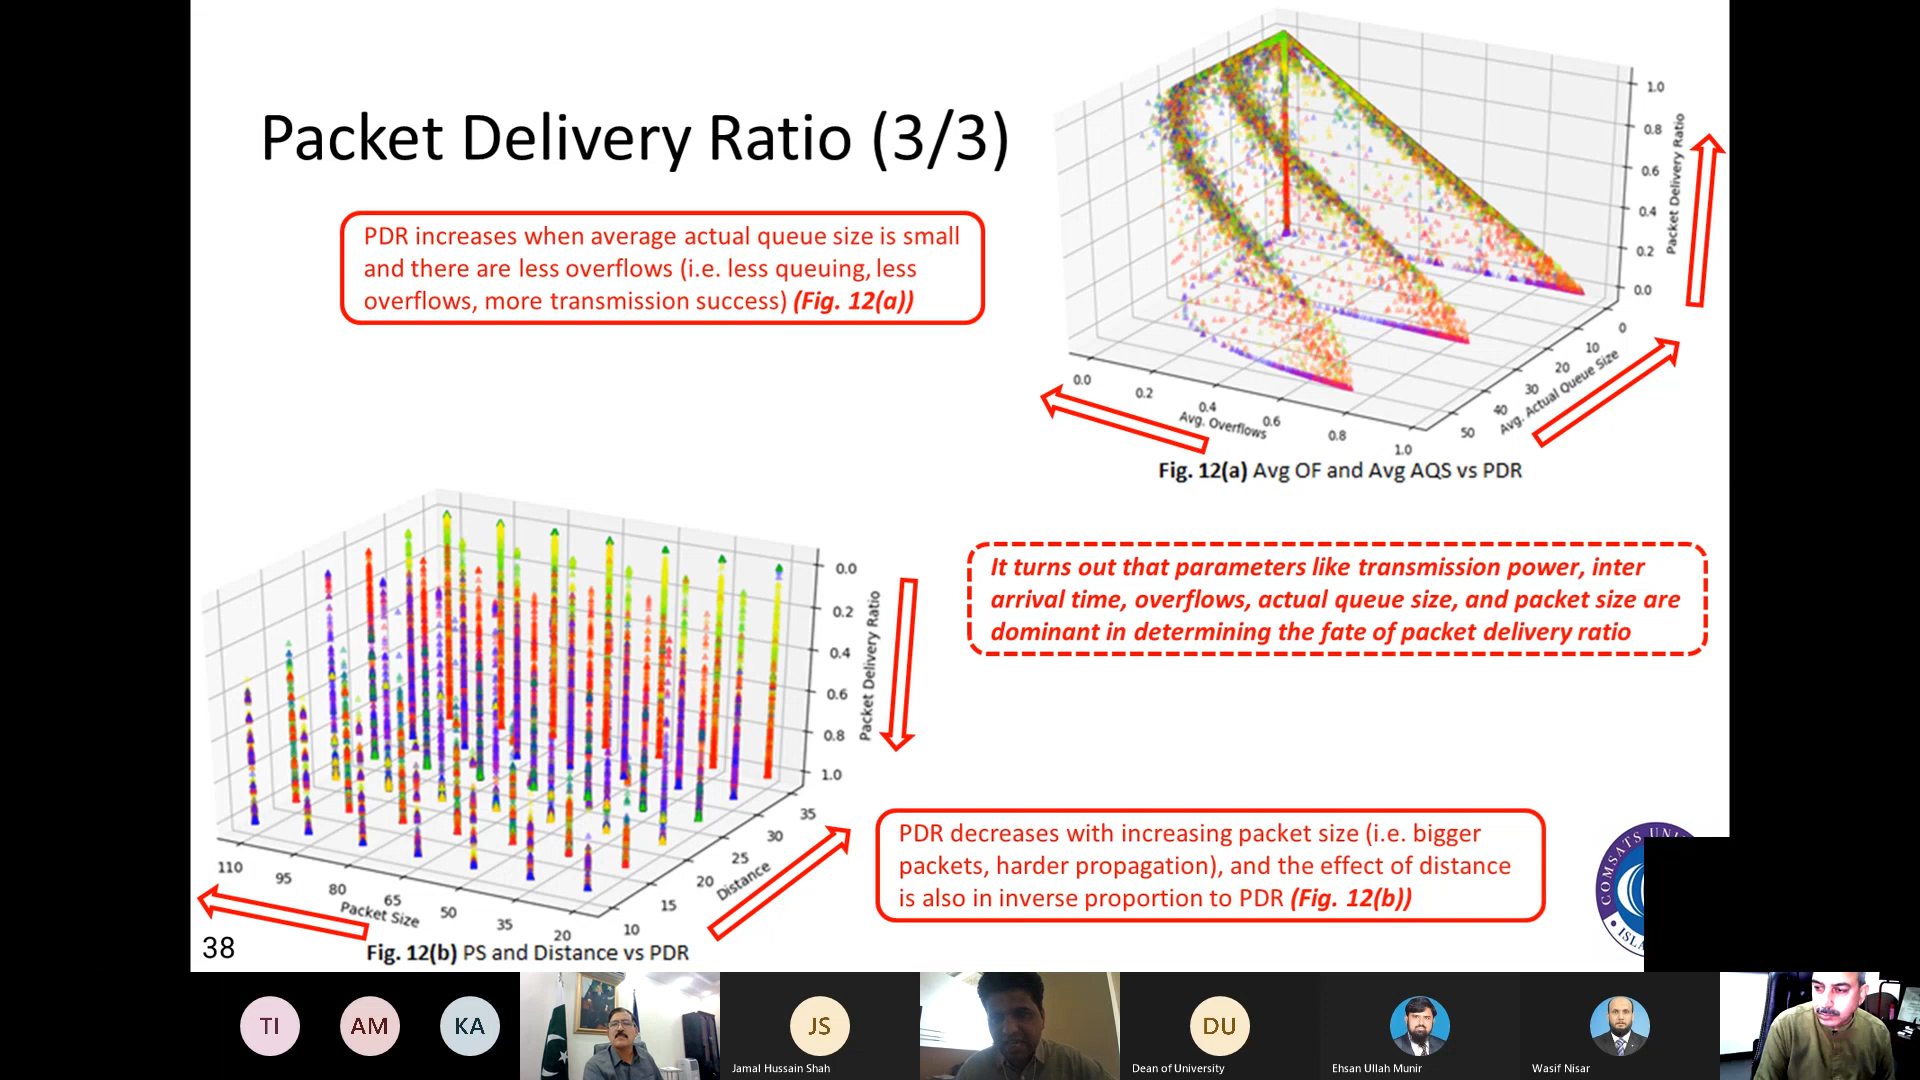 Packet Delivery Ratio (3/3)
PDR increases when average actual queue size is small
and there are less overflows (i.e. less queuing, less
overflows, more transmission success) (Fig. 12(a))
1.0
0.8
0.6
0.4
0.2
0.0
Packet Delivery Ratio
0
10
20
30
40
50
Avg. Actual Queue Size
0.0
0.2
0.4
0.6
0.8
1.0
Avg. Overflows
Fig. 12(a) Avg OF and Avg AQS vs PDR
It turns out that parameters like transmission power, inter
arrival time, overflows, actual queue size, and packet size are
dominant in determining the fate of packet delivery ratio
0.0
0.2
0.4
0.6
0.8
1.0
Packet Delivery Ratio
35
30
25
20
15
10
Distance
110
95
80
65
50
35
20
Packet Size
Fig. 12(b) PS and Distance vs PDR
PDR decreases with increasing packet size (i.e. bigger
packets, harder propagation), and the effect of distance
is also in inverse proportion to PDR (Fig. 12(b))
COMSATS UNI
ISL
38
TI
AM
KA
JS
Jamal Hussain Shah
DU
Dean of University
Ehsan Ullah Munir
Wasif Nisar